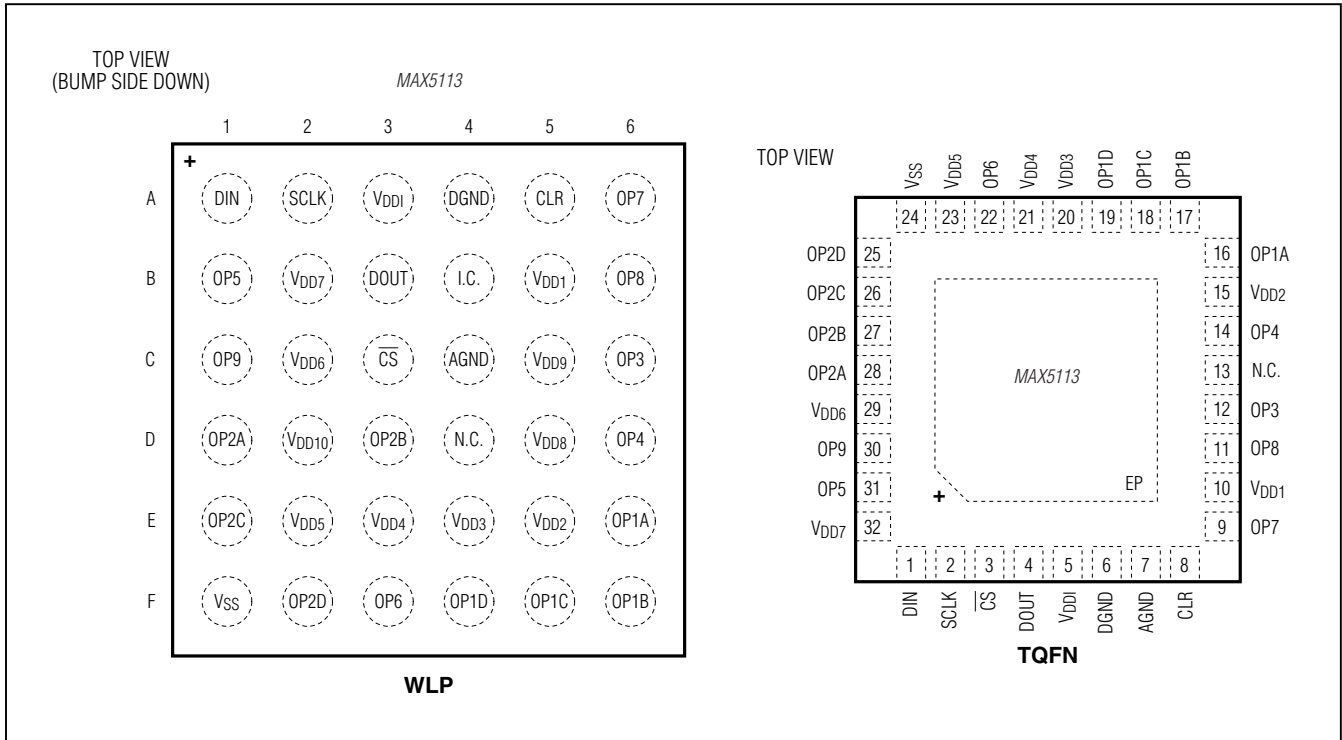 TOP VIEW
(BUMP SIDE DOWN)
MAX5113
1 2 3 4 5 6
+
A DIN SCLK VDDI DGND CLR OP7
B OP5 VDD7 DOUT I.C. VDD1 OP8
C OP9 VDD6 CS AGND VDD9 OP3
D OP2A VDD10 OP2B N.C. VDD8 OP4
E OP2C VDD5 VDD4 VDD3 VDD2 OP1A
F VSS OP2D OP6 OP1D OP1C OP1B
WLP
TOP VIEW
VSS VDD5 OP6 VDD4 VDD3 OP1D OP1C OP1B
24 23 22 21 20 19 18 17
OP2D 25 16 OP1A
OP2C 26 15 VDD2
OP2B 27 14 OP4
OP2A 28 MAX5113 13 N.C.
VDD6 29 12 OP3
OP9 30 11 OP8
OP5 31 + EP 10 VDD1
VDD7 32 9 OP7
1 2 3 4 5 6 7 8
DIN SCLK CS DOUT VDDI DGND AGND CLR
TQFN